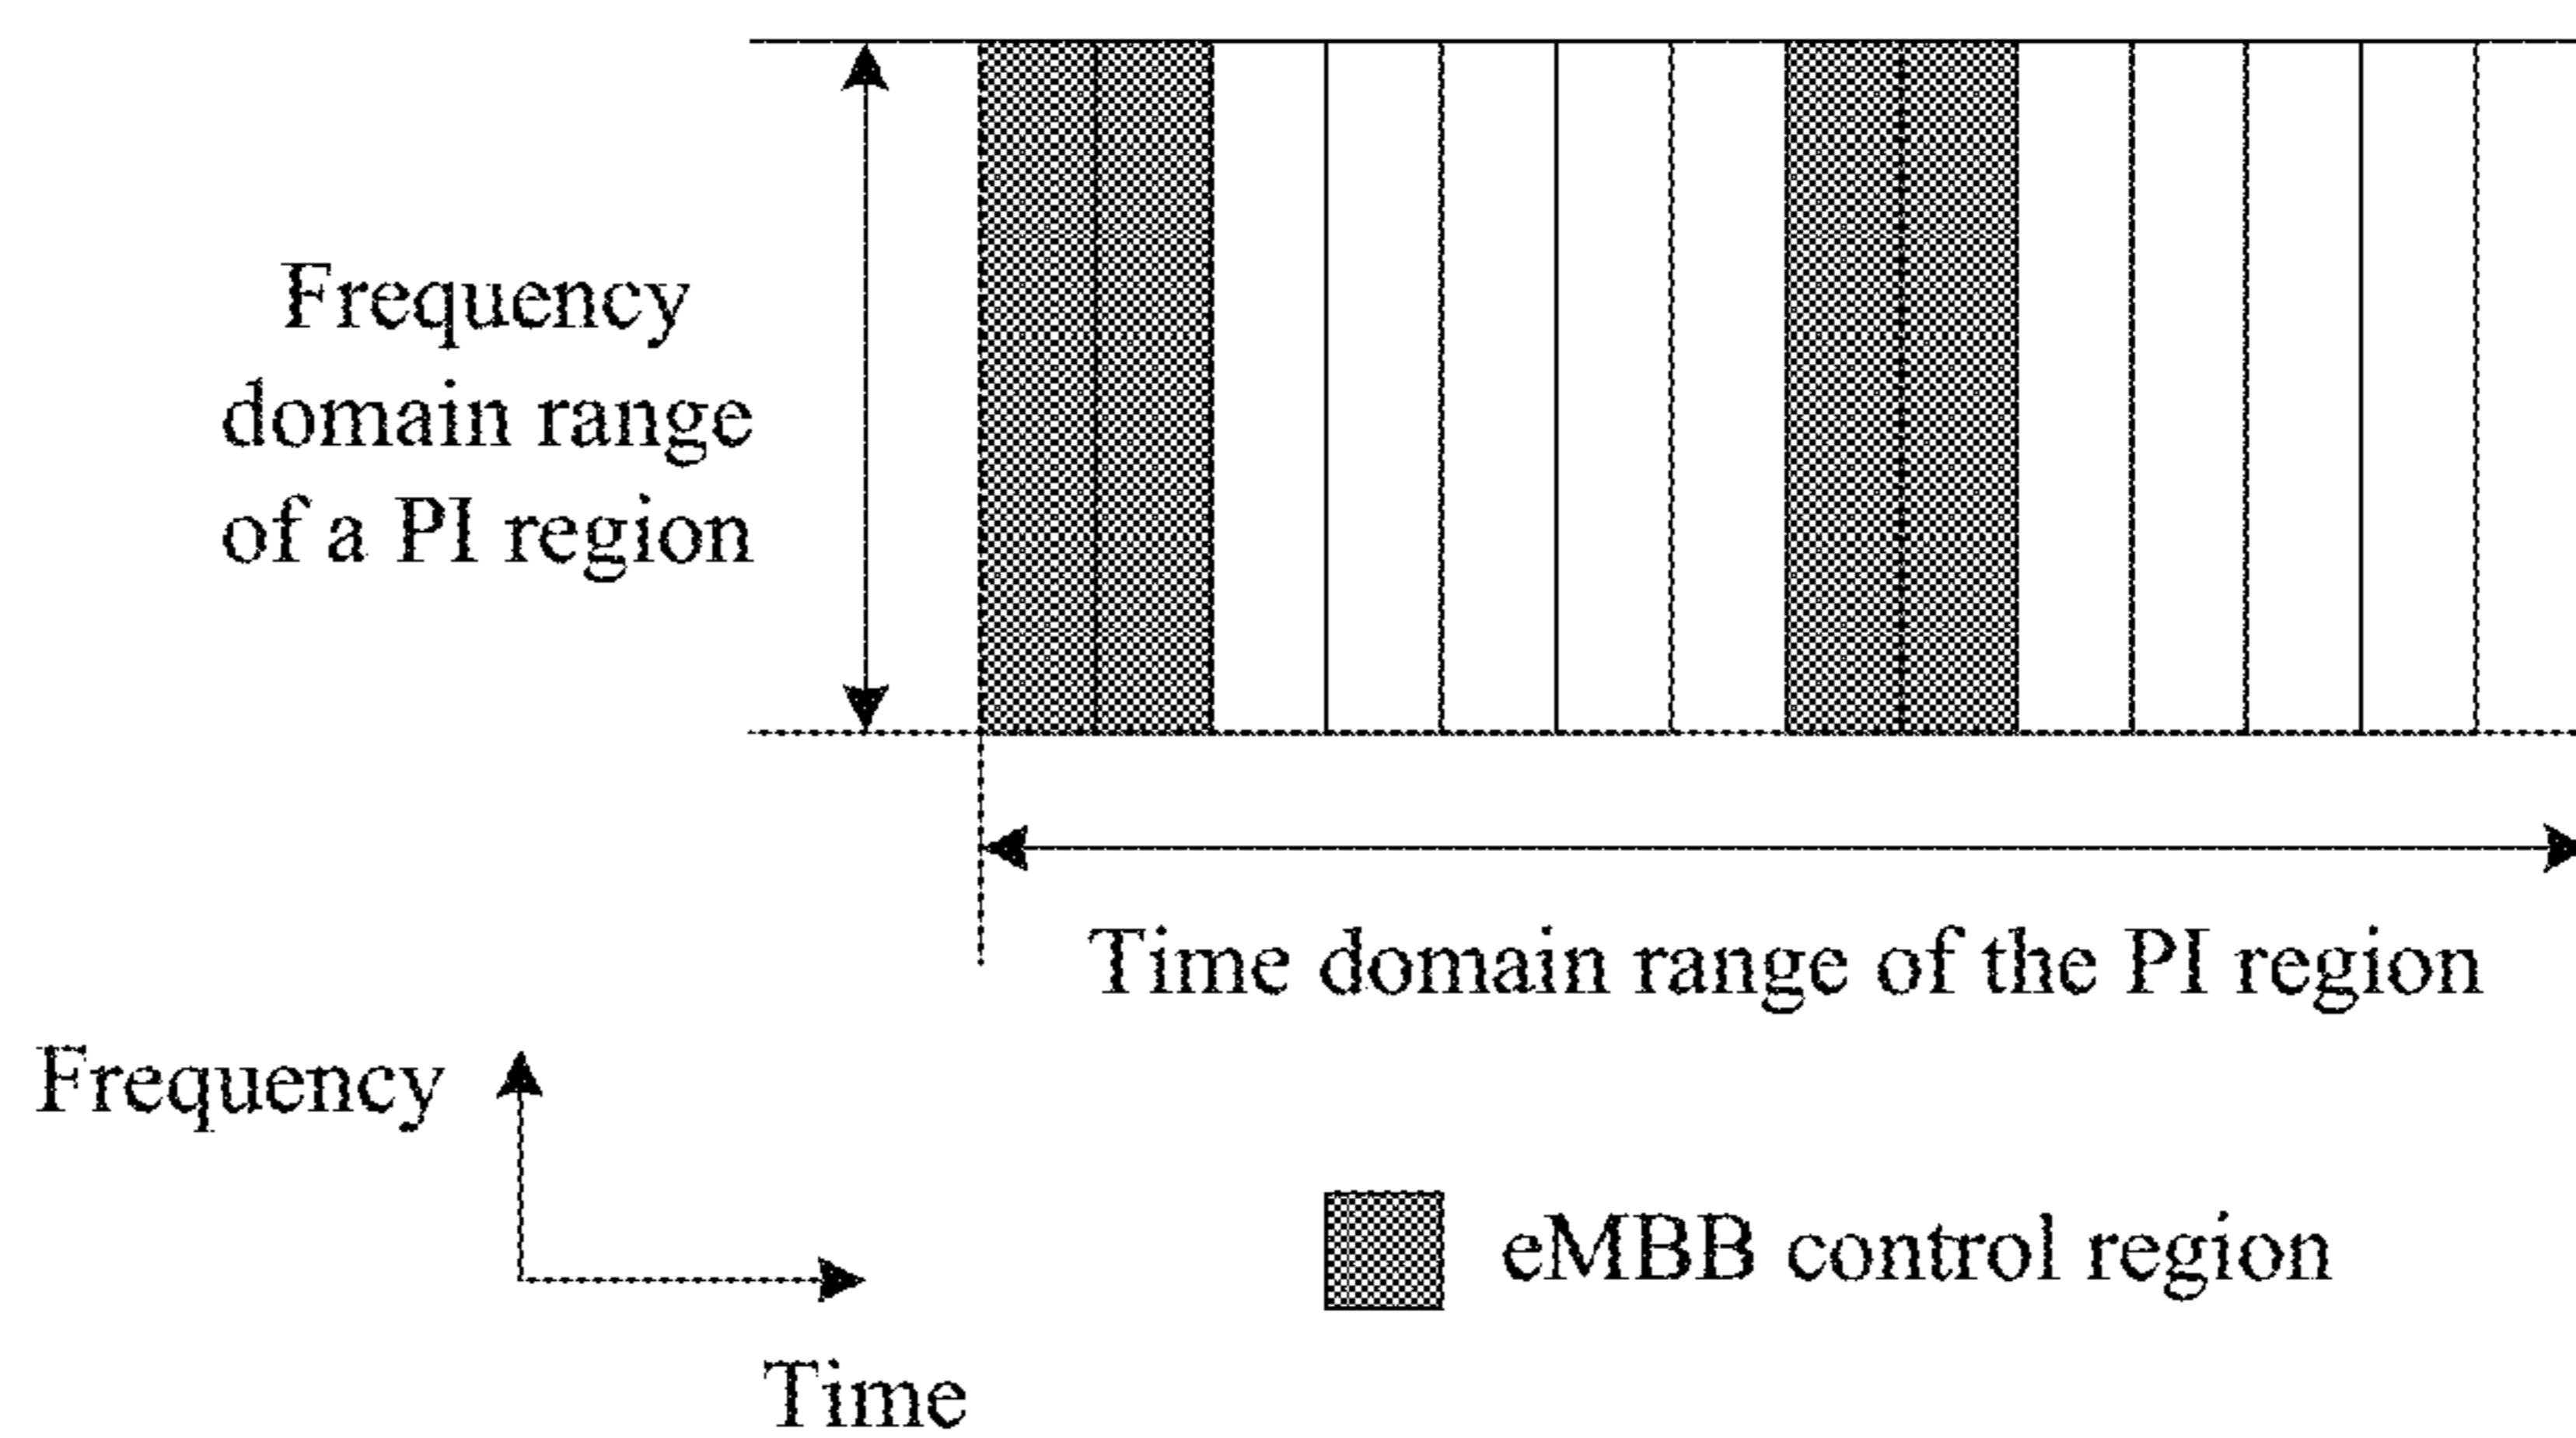 Frequency
domain range
of a PI region
Time domain range of the PI region
Frequency
Time
eMBB control region